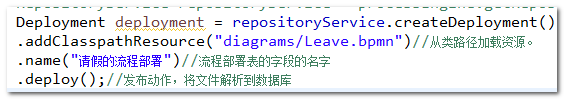 Deployment deployment = repositoryService.createDeployment()
.addClasspathResource("diagrams/Leave.bpmn")//从类路径加载资源。
.name("请假的流程部署")//流程部署表的字段的名字
.deploy();//发布动作，将文件解析到数据库